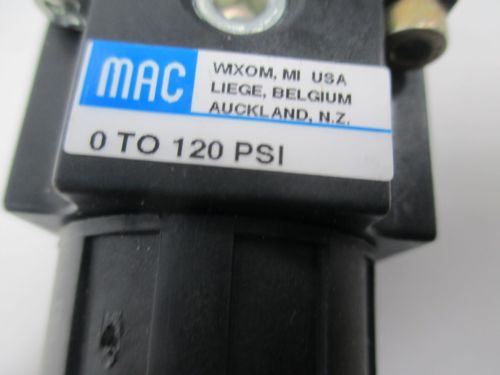 MAC
WIXOM, MI USA
LIEGE, BELGIUM
AUCKLAND, N.Z.
0 TO 120 PSI